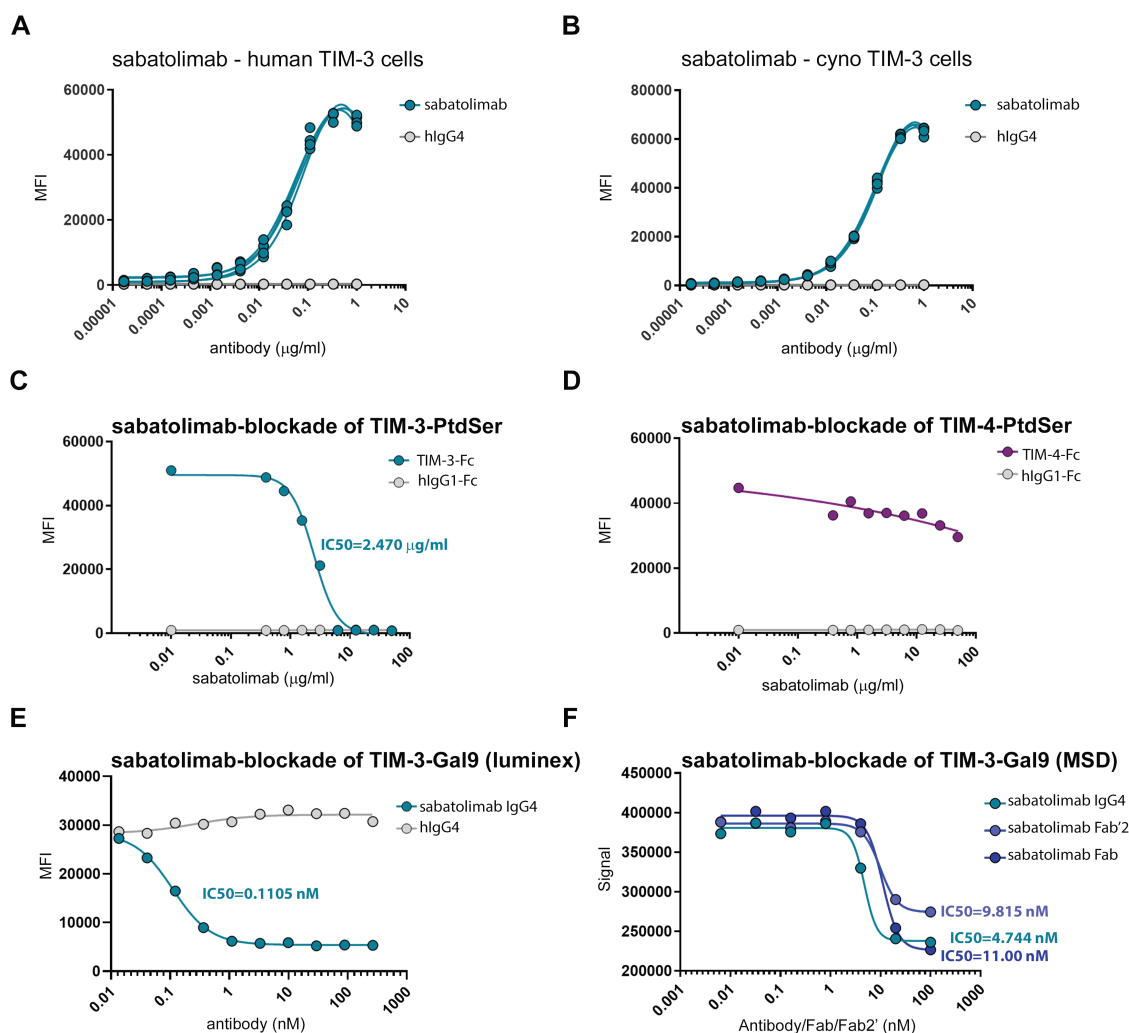 A
sabatolimab - human TIM-3 cells
60000
40000
20000
0
MFI
0.00001
0.0001
0.001
0.01
0.1
1
10
antibody (μg/ml)
sabatolimab
hIgG4
B
sabatolimab - cyno TIM-3 cells
80000
60000
40000
20000
0
MFI
0.00001
0.0001
0.001
0.01
0.1
1
10
antibody (μg/ml)
sabatolimab
hIgG4
C
sabatolimab-blockade of TIM-3-PtdSer
60000
40000
20000
0
MFI
0.01
0.1
1
10
100
sabatolimab (μg/ml)
TIM-3-Fc
hIgG1-Fc
IC50=2.470 μg/ml
D
sabatolimab-blockade of TIM-4-PtdSer
60000
40000
20000
0
MFI
0.01
0.1
1
10
100
sabatolimab (μg/ml)
TIM-4-Fc
hIgG1-Fc
E
sabatolimab-blockade of TIM-3-Gal9 (luminex)
40000
30000
20000
10000
0
MFI
0.01
0.1
1
10
100
1000
antibody (nM)
sabatolimab IgG4
hIgG4
IC50=0.1105 nM
F
sabatolimab-blockade of TIM-3-Gal9 (MSD)
450000
400000
350000
300000
250000
200000
Signal
0.001
0.01
0.1
1
10
100
1000
Antibody/Fab/Fab2' (nM)
sabatolimab IgG4
sabatolimab Fab'2
sabatolimab Fab
IC50=9.815 nM
IC50=4.744 nM
IC50=11.00 nM